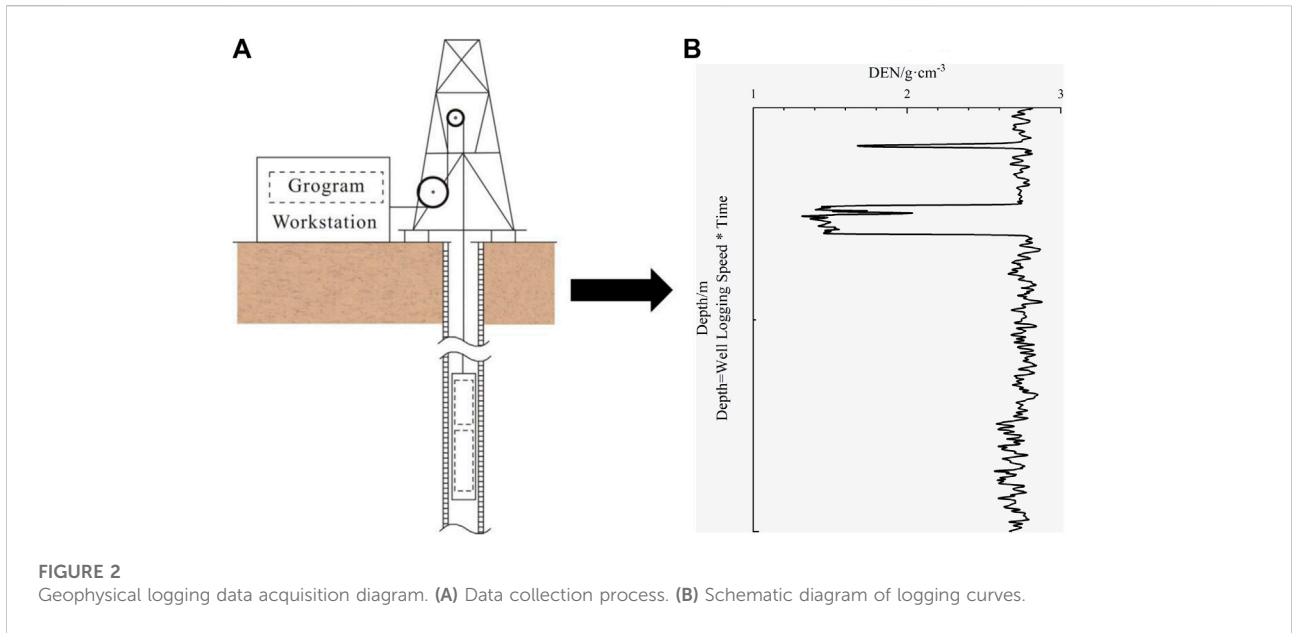 A
Grogram
Workstation
B
DEN/g·cm-3
1 2 3
Depth/m
Depth=Well Logging Speed * Time
FIGURE 2
Geophysical logging data acquisition diagram. (A) Data collection process. (B) Schematic diagram of logging curves.